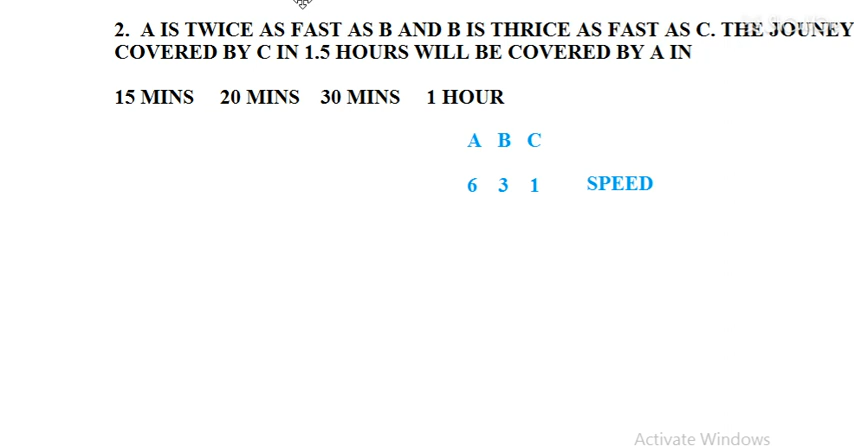 2. A IS TWICE AS FAST AS B AND B IS THRICE AS FAST AS C. THE JOUNEY
COVERED BY C IN 1.5 HOURS WILL BE COVERED BY A IN
15 MINS 20 MINS 30 MINS 1 HOUR
A B C
6 3 1 SPEED
Activate Windows